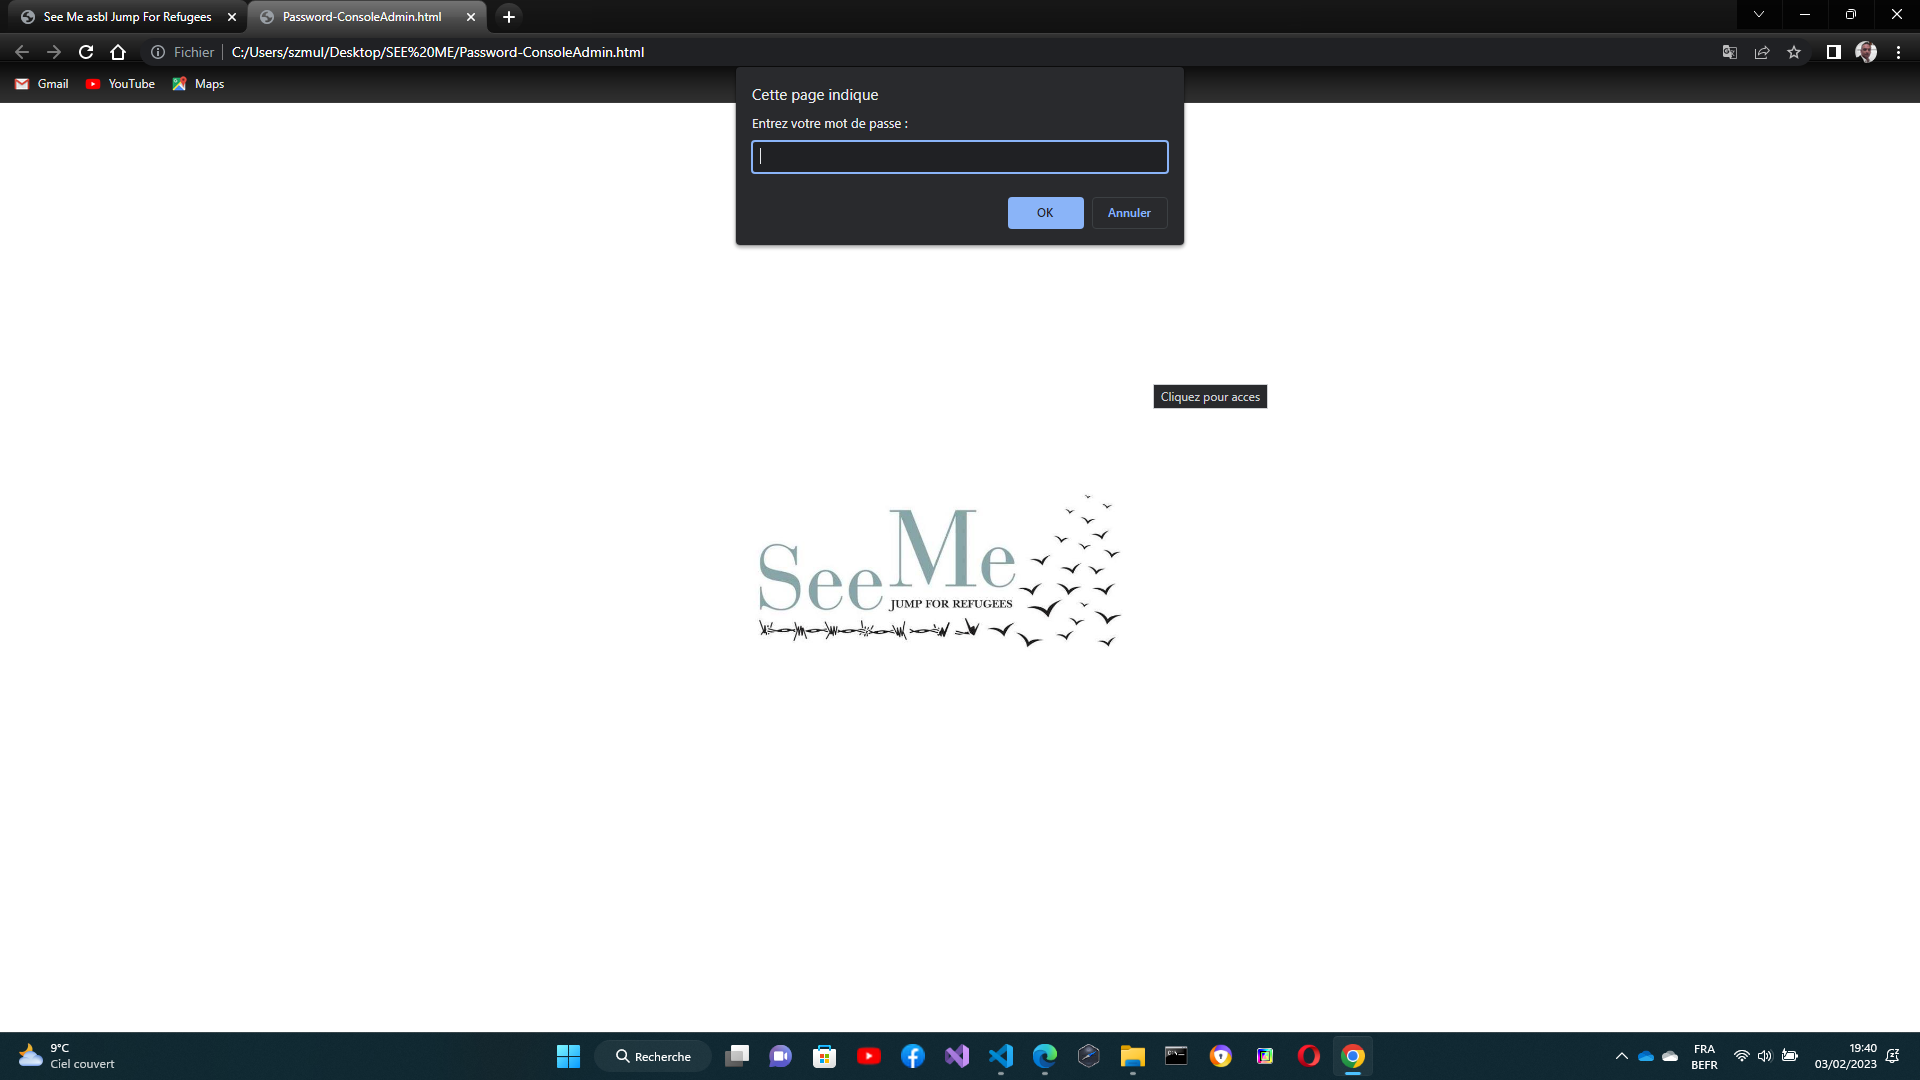 See Me asbl Jump For Refugees
Password-ConsoleAdmin.html
Fichier
C:/Users/szmul/Desktop/SEE%20ME/Password-ConsoleAdmin.html
Gmail
YouTube
Maps
Cette page indique
Entrez votre mot de passe :
OK
Annuler
Cliquez pour acces
See Me
JUMP FOR REFUGEES
9°C
Ciel couvert
Recherche
FRA
BEFR
19:40
03/02/2023